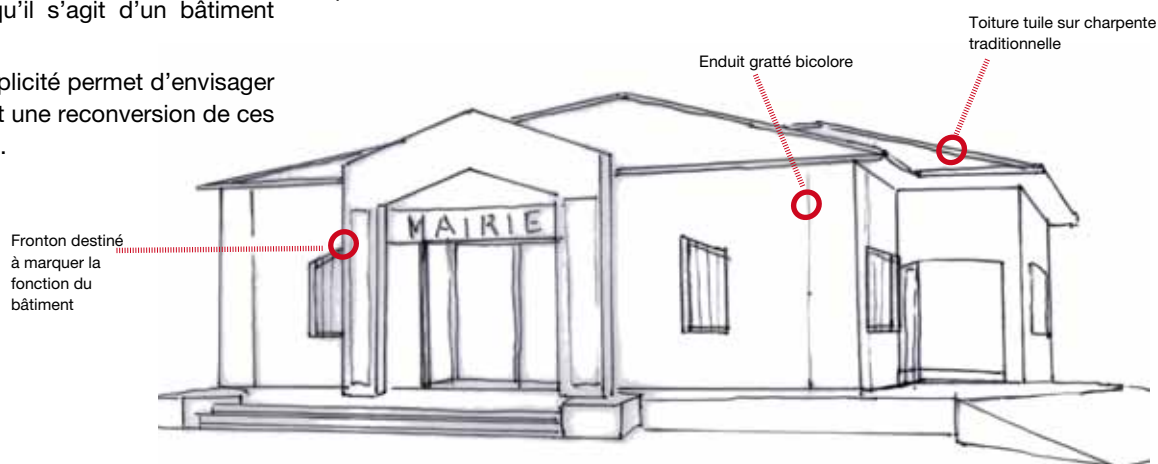 qu'il s'agit d'un bâtiment
plicité permet d'envisager
t une reconversion de ces
.
Toiture tuile sur charpente
traditionnelle
Enduit gratté bicolore
MAIRIE
Fronton destiné
à marquer la
fonction du
bâtiment